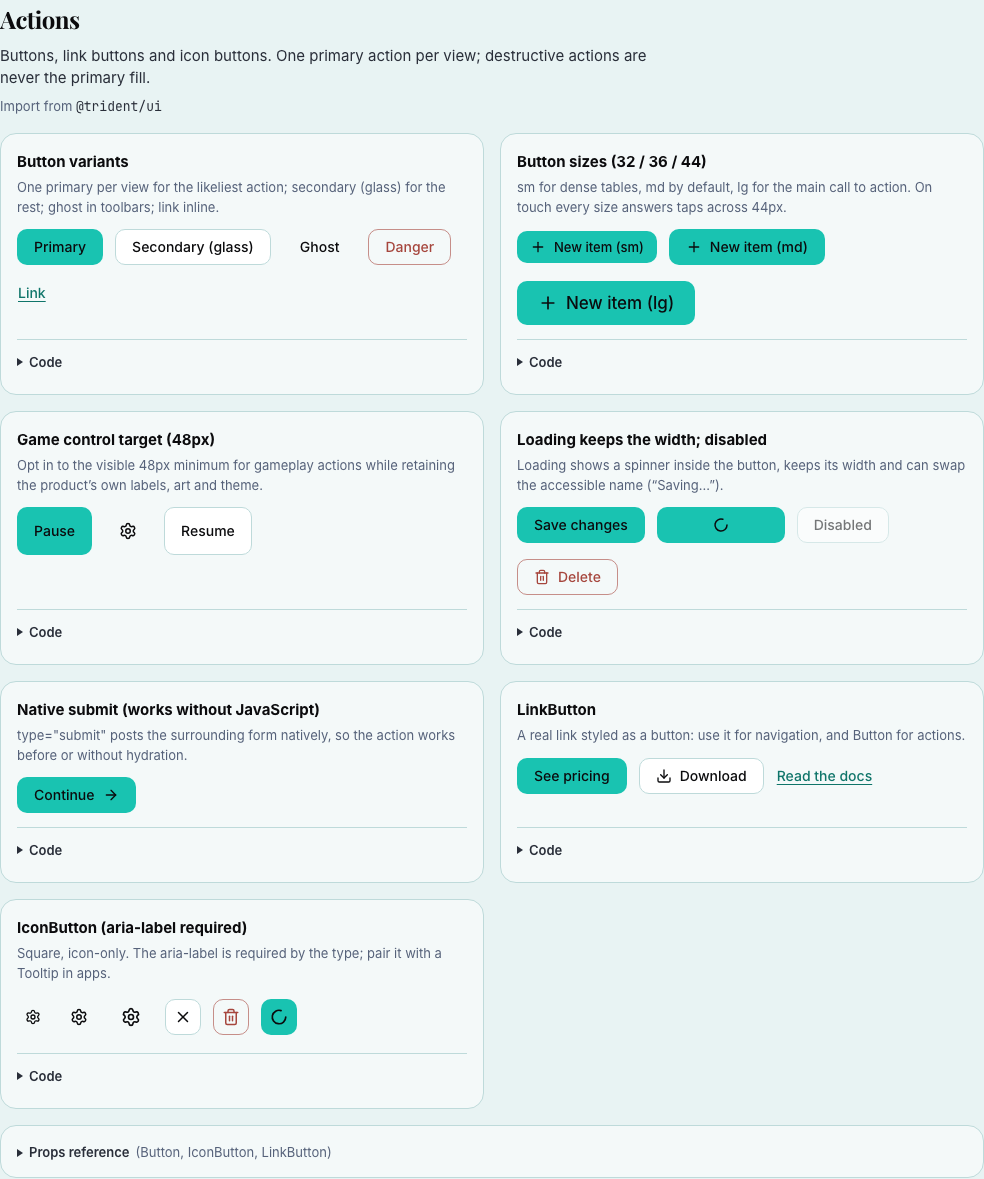 Actions
Buttons, link buttons and icon buttons. One primary action per view; destructive actions are
never the primary fill.
Import from @trident/ui
Button variants
One primary per view for the likeliest action; secondary (glass) for the
rest; ghost in toolbars; link inline.
Primary
Secondary (glass)
Ghost
Danger
Link
Code
Button sizes (32 / 36 / 44)
sm for dense tables, md by default, lg for the main call to action. On
touch every size answers taps across 44px.
New item (sm)
New item (md)
New item (lg)
Code
Game control target (48px)
Opt in to the visible 48px minimum for gameplay actions while retaining
the product’s own labels, art and theme.
Pause
Resume
Code
Loading keeps the width; disabled
Loading shows a spinner inside the button, keeps its width and can swap
the accessible name (“Saving…”).
Save changes
Disabled
Delete
Code
Native submit (works without JavaScript)
type="submit" posts the surrounding form natively, so the action works
before or without hydration.
Continue
Code
LinkButton
A real link styled as a button: use it for navigation, and Button for actions.
See pricing
Download
Read the docs
Code
IconButton (aria-label required)
Square, icon-only. The aria-label is required by the type; pair it with a
Tooltip in apps.
Code
Props reference (Button, IconButton, LinkButton)